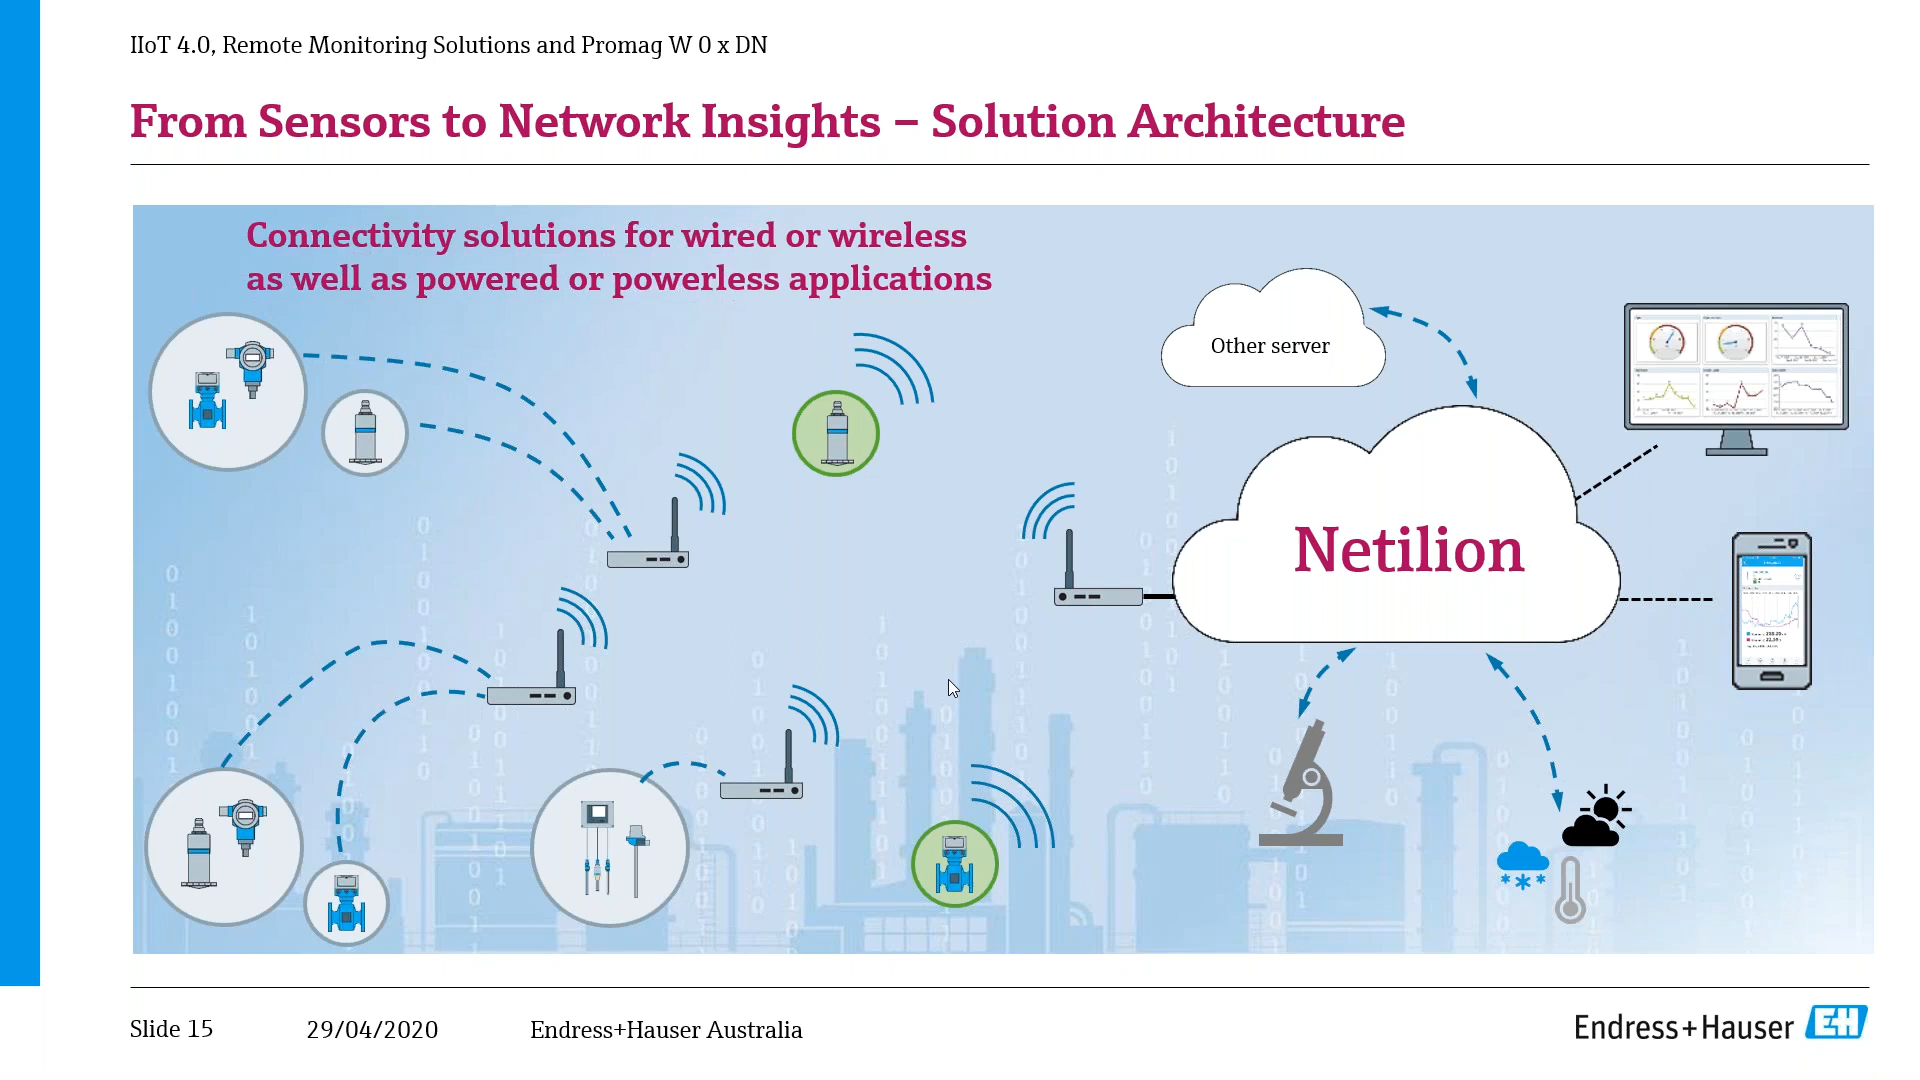 IIoT 4.0, Remote Monitoring Solutions and Promag W 0 x DN
From Sensors to Network Insights – Solution Architecture
Connectivity solutions for wired or wireless
as well as powered or powerless applications
Other server
Netilion
Slide 15
29/04/2020
Endress+Hauser Australia
Endress+Hauser EH